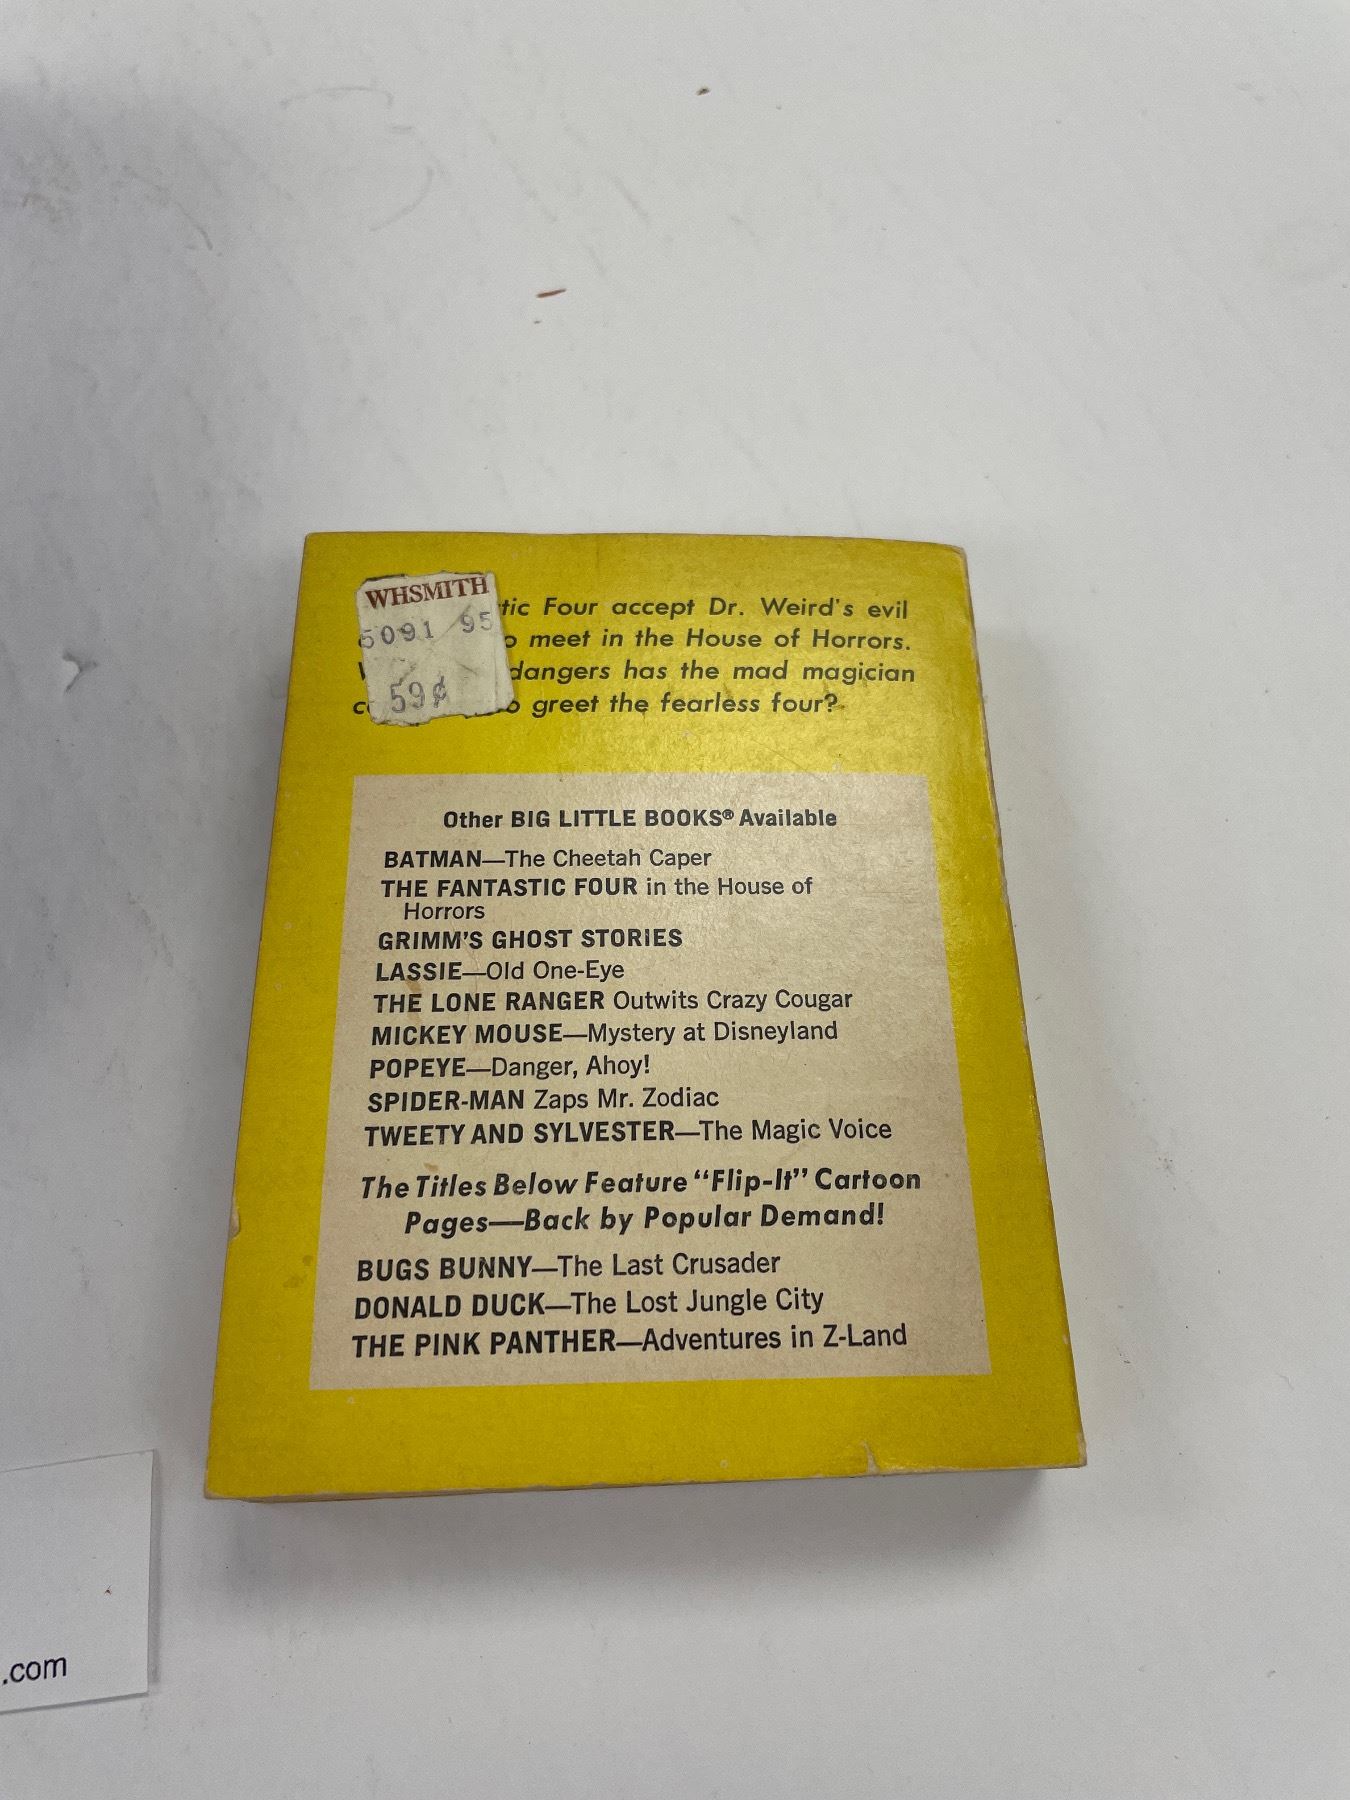 WHSMITH
5091 95
59¢
tic Four accept Dr. Weird's evil
o meet in the House of Horrors.
dangers has the mad magician
o greet the fearless four?
Other BIG LITTLE BOOKS® Available
BATMAN—The Cheetah Caper
THE FANTASTIC FOUR in the House of
Horrors
GRIMM'S GHOST STORIES
LASSIE—Old One-Eye
THE LONE RANGER Outwits Crazy Cougar
MICKEY MOUSE—Mystery at Disneyland
POPEYE—Danger, Ahoy!
SPIDER-MAN Zaps Mr. Zodiac
TWEETY AND SYLVESTER—The Magic Voice
The Titles Below Feature "Flip-It" Cartoon
Pages—Back by Popular Demand!
BUGS BUNNY—The Last Crusader
DONALD DUCK—The Lost Jungle City
THE PINK PANTHER—Adventures in Z-Land
.com